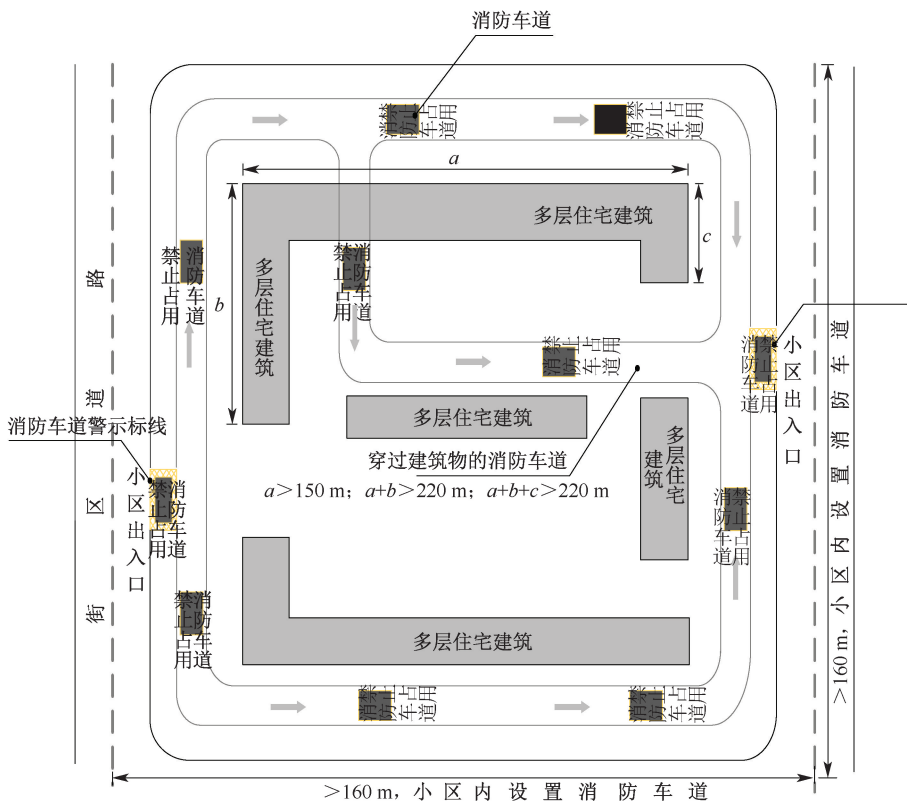 消防车道
消防车道禁止占用
消防车道禁止占用
a
多层住宅建筑
c
b
多层住宅建筑
消防车道禁止占用
消防车道禁止占用
消防车道禁止占用
消防车道禁止占用
小区出入口
多层住宅建筑
多层住宅建筑
消防车道警示标线
穿过建筑物的消防车道
a>150 m；a+b>220 m；a+b+c>220 m
小区出入口
消防车道禁止占用
消防车道禁止占用
消防车道禁止占用
街区道路
多层住宅建筑
消防车道禁止占用
消防车道禁止占用
>160 m，小区内设置消防车道
>160 m，小区内设置消防车道